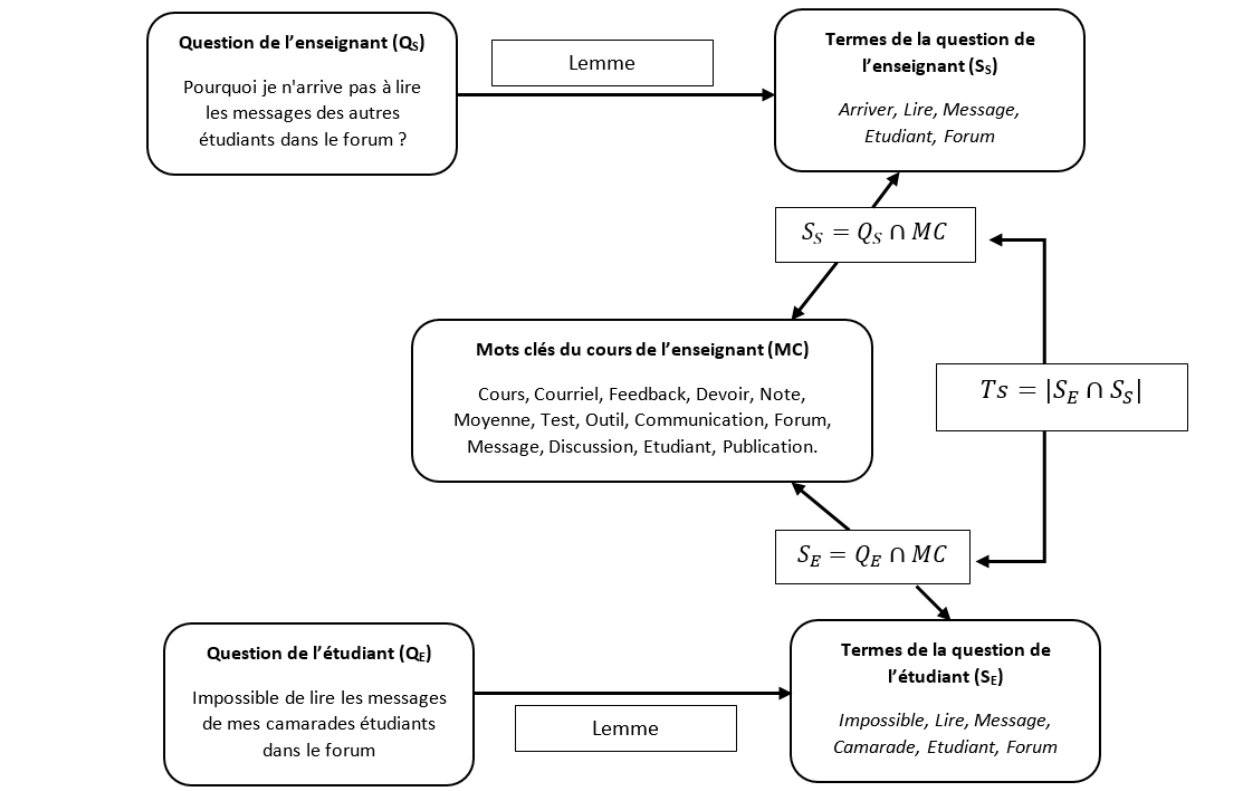 Question de l’enseignant (QS)
Pourquoi je n'arrive pas à lire
les messages des autres
étudiants dans le forum ?
Lemme
Termes de la question de
l’enseignant (SS)
Arriver, Lire, Message,
Etudiant, Forum
SS = QS ∩ MC
Mots clés du cours de l’enseignant (MC)
Cours, Courriel, Feedback, Devoir, Note,
Moyenne, Test, Outil, Communication, Forum,
Message, Discussion, Etudiant, Publication.
Ts = |SE ∩ SS|
SE = QE ∩ MC
Question de l’étudiant (QE)
Impossible de lire les messages
de mes camarades étudiants
dans le forum
Lemme
Termes de la question de
l’étudiant (SE)
Impossible, Lire, Message,
Camarade, Etudiant, Forum